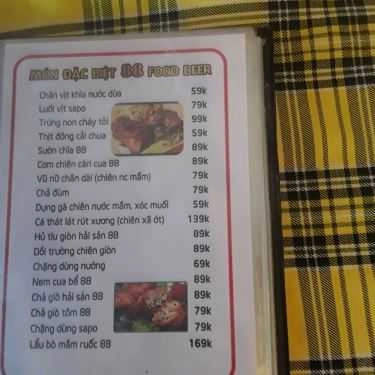 MÓN ĐẶC BIỆT 88 FOOD BEER
Chân vịt khìa nước dừa 59k
Lưỡi vịt sapo 79k
Trứng non cháy tỏi 99k
Thịt đông cải chua 59k
Sườn chìa 88 89k
Cơm chiên cari cua 88 89k
Vũ nữ chân dài (chiên nc mắm) 79k
Chả đùm 79k
Dựng gà chiên nước mắm, xóc muối 59k
Cá thát lát rút xương (chiên xả ớt) 139k
Hủ tíu giòn hải sản 88 89k
Dồi trường chiên giòn 89k
Chặng dừng nướng 69k
Nem cua bể 88 89k
Chả giò hải sản 88 89k
Chả giò tôm 88 79k
Chặng dừng sapo 79k
Lẩu bò mắm ruốc 88 169k